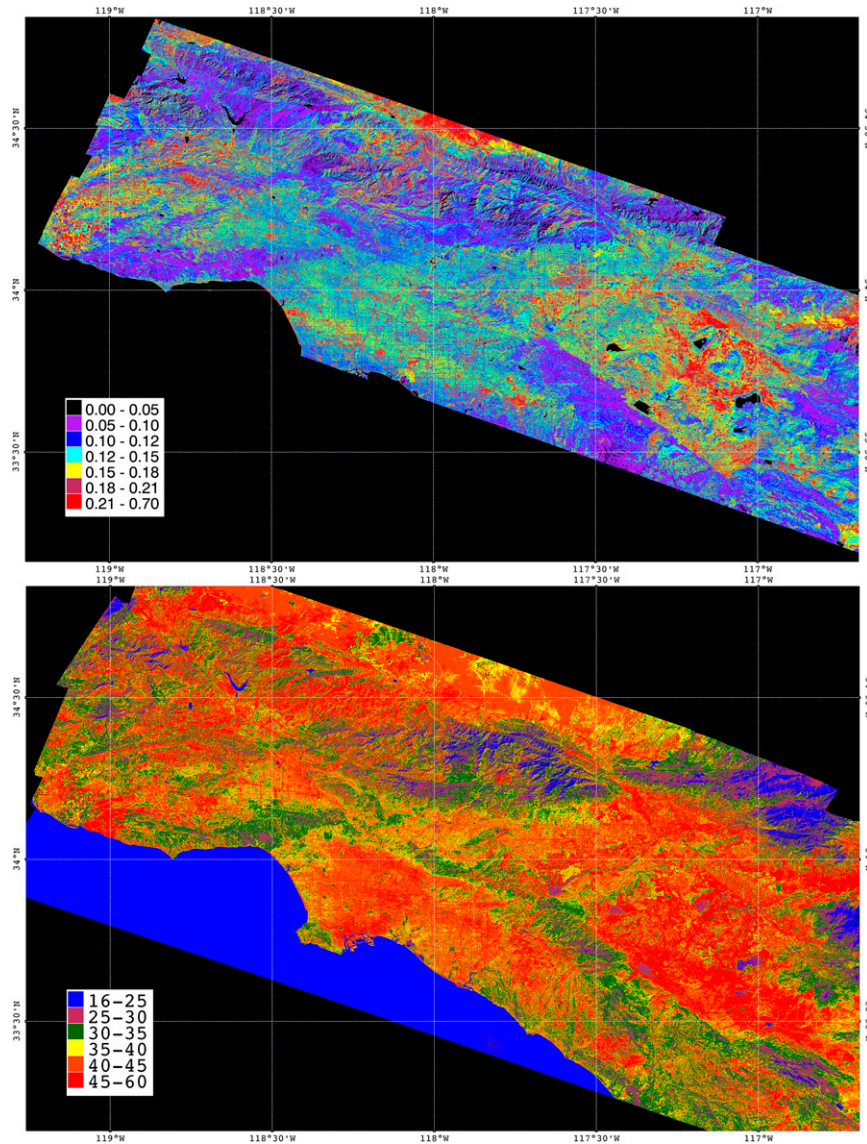 119°W
118°30'W
118°W
117°30'W
117°W
34°30'N
34°N
33°30'N
0.00 - 0.05
0.05 - 0.10
0.10 - 0.12
0.12 - 0.15
0.15 - 0.18
0.18 - 0.21
0.21 - 0.70
119°W
118°30'W
118°W
117°30'W
117°W
119°W
118°30'W
118°W
117°30'W
117°W
34°30'N
34°N
33°30'N
16-25
25-30
30-35
35-40
40-45
45-60
119°W
118°30'W
118°W
117°30'W
117°W